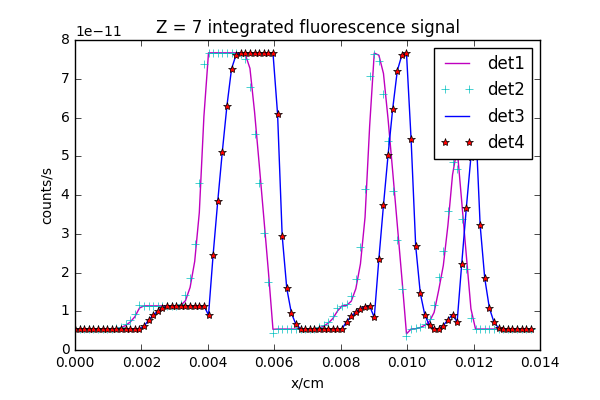 Z = 7 integrated fluorescence signal
1e−11
8
7
6
5
4
3
2
1
0
counts/s
det1
det2
det3
det4
0.000 0.002 0.004 0.006 0.008 0.010 0.012 0.014
x/cm